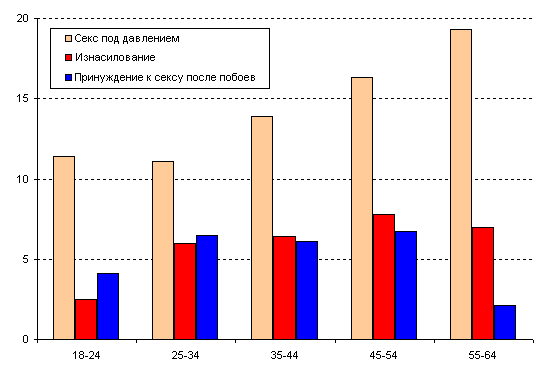 20
15
10
5
0
Секс под давлением
Изнасилование
Принуждение к сексу после побоев
18-24 25-34 35-44 45-54 55-64